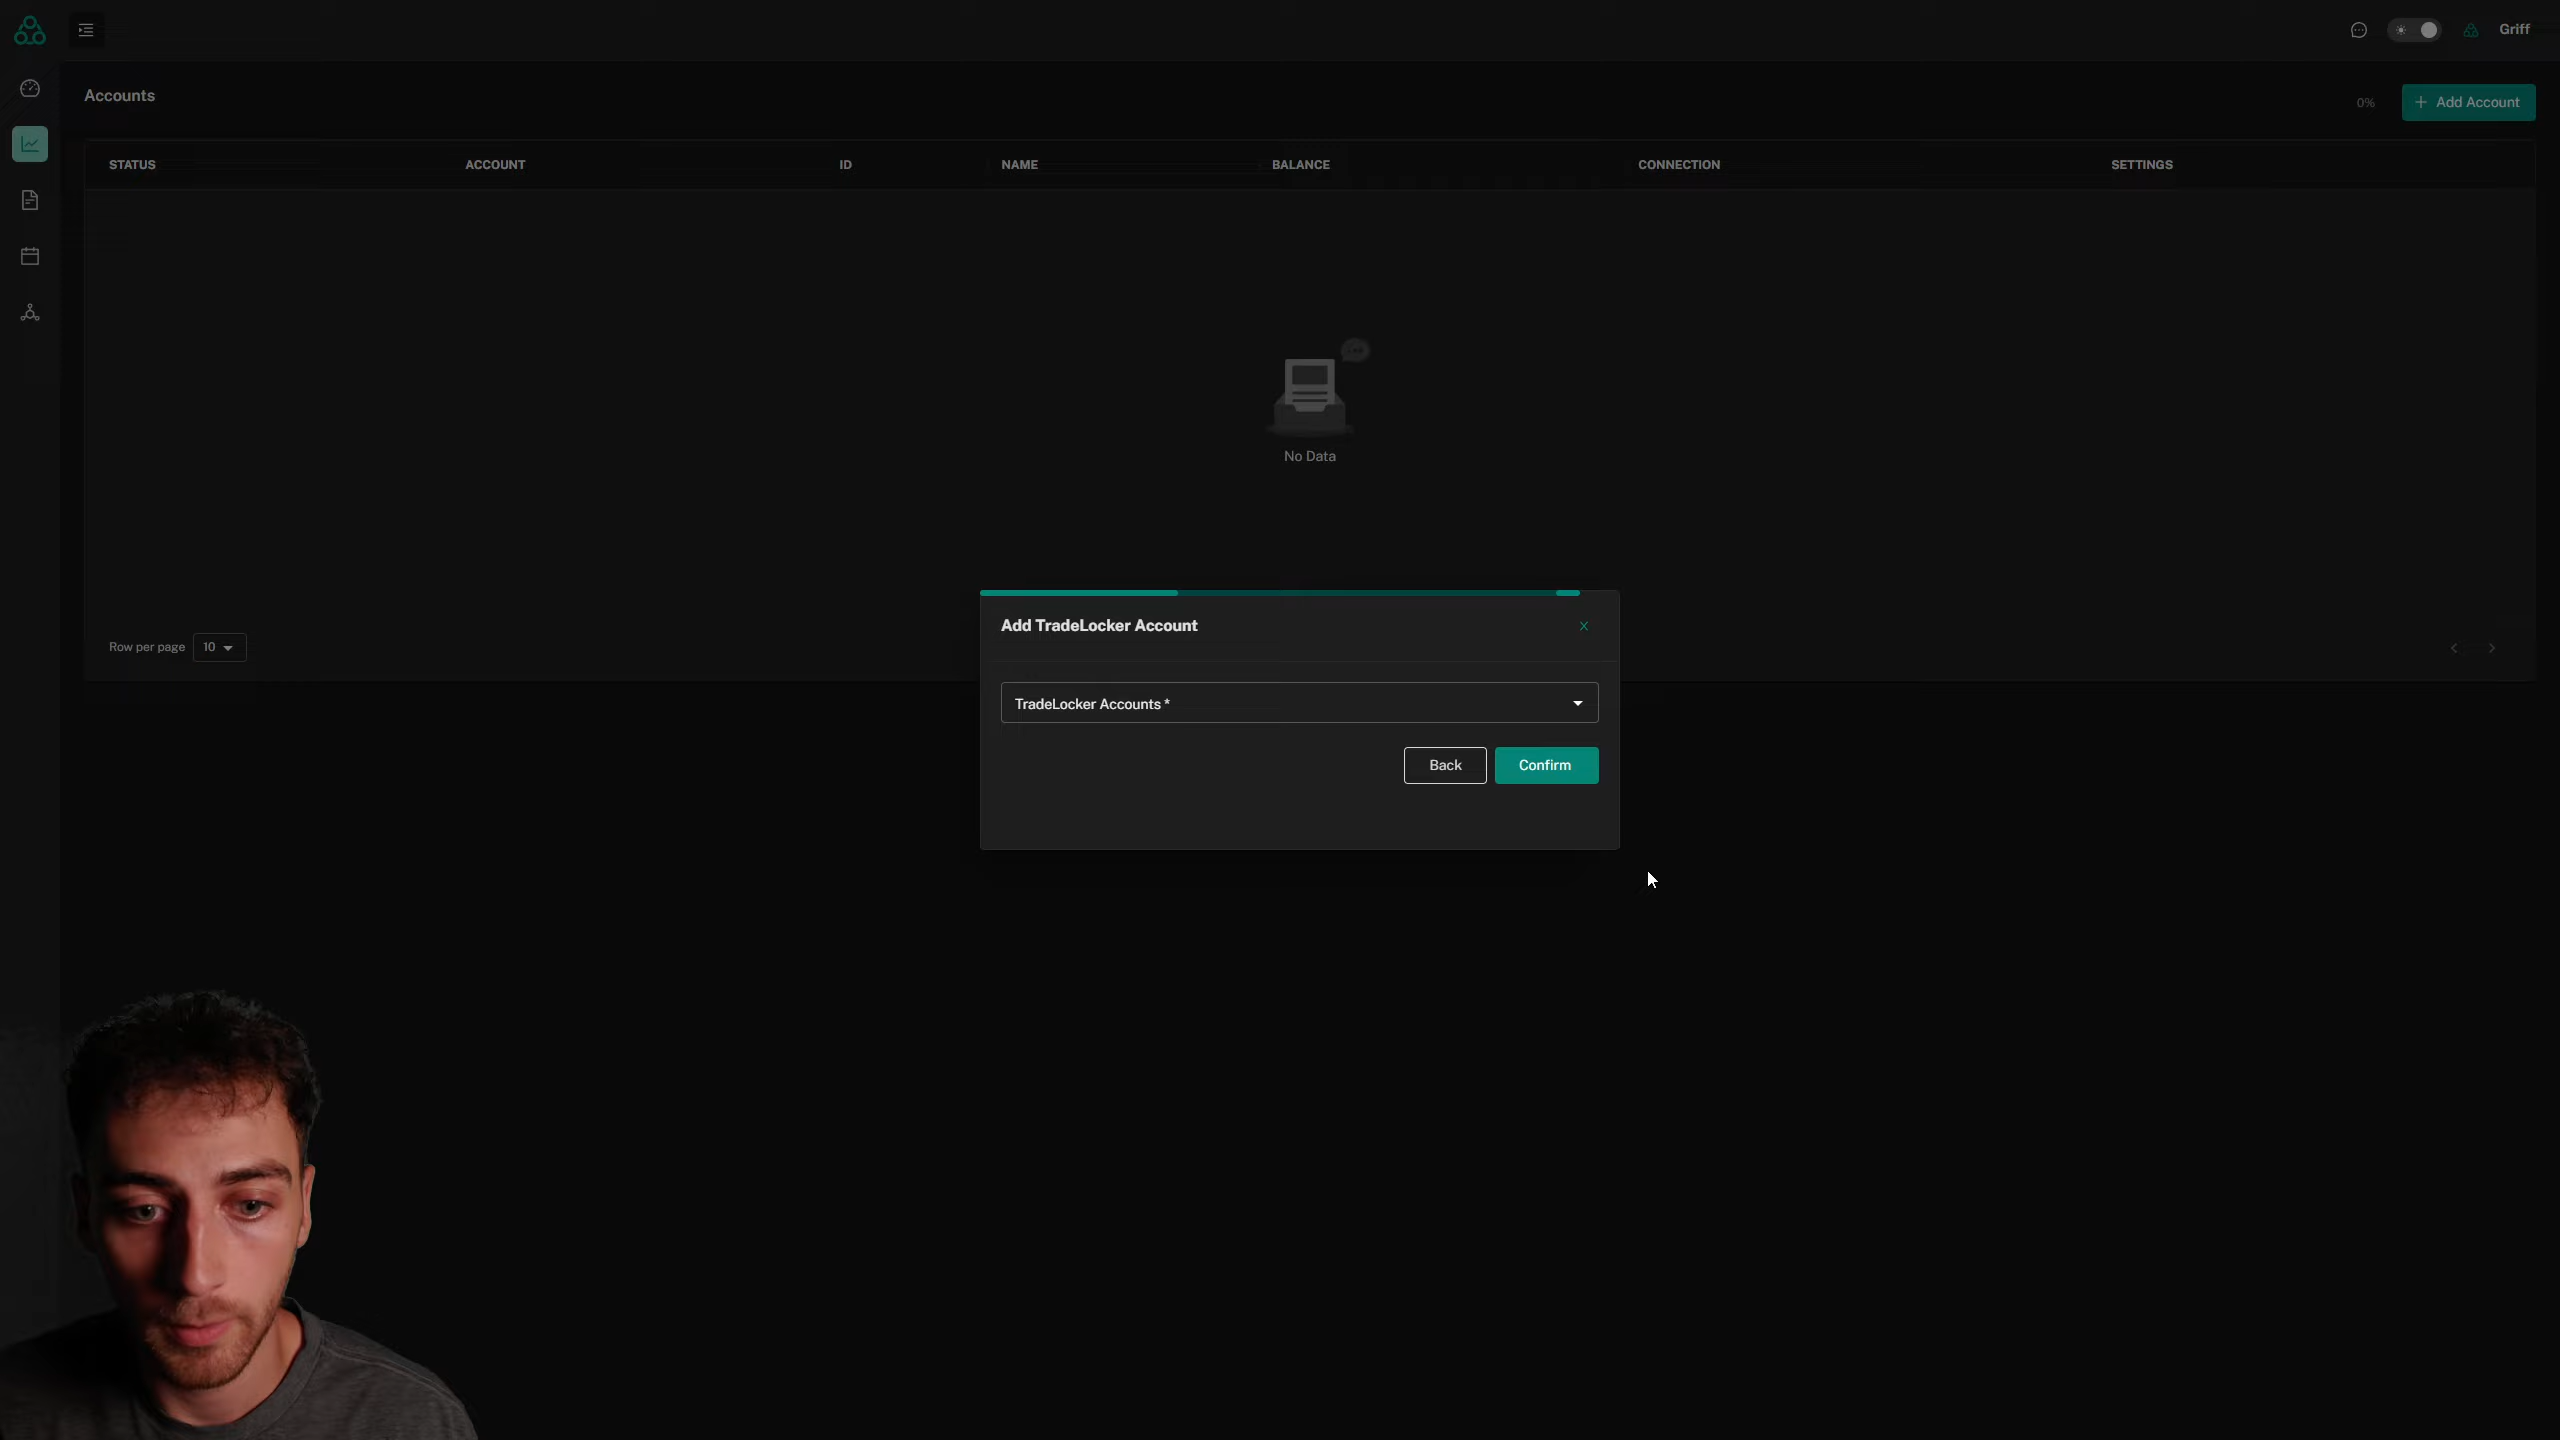 Griff
Accounts
0%
+ Add Account
STATUS ACCOUNT ID NAME BALANCE CONNECTION SETTINGS
No Data
Add TradeLocker Account
X
TradeLocker Accounts *
Back Confirm
Row per page 10